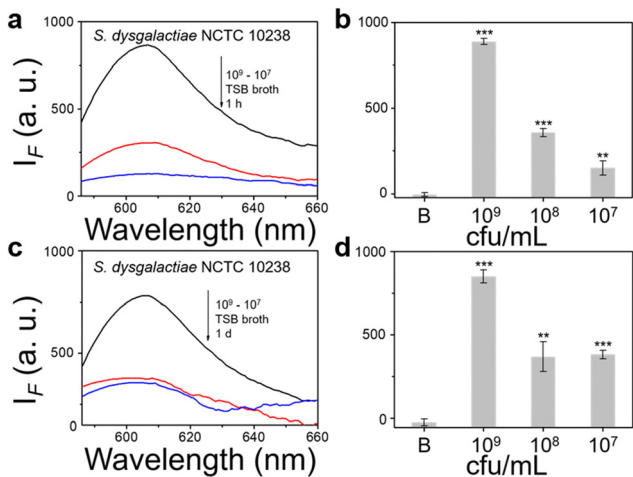 a
1000
500
0
I_F (a. u.)
S. dysgalactiae NCTC 10238
10⁹ - 10⁷
TSB broth
1 h
600 620 640 660
Wavelength (nm)
b
1000
500
0
***
***
**
B 10⁹ 10⁸ 10⁷
cfu/mL
c
1000
500
0
I_F (a. u.)
S. dysgalactiae NCTC 10238
10⁹ - 10⁷
TSB broth
1 d
600 620 640 660
Wavelength (nm)
d
1000
500
0
***
**
***
B 10⁹ 10⁸ 10⁷
cfu/mL